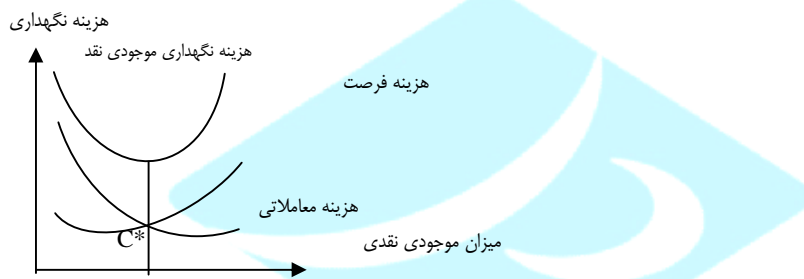 هزینه نگهداری
هزینه نگهداری موجودی نقد
هزینه فرصت
هزینه معاملاتی
C*
میزان موجودی نقدی